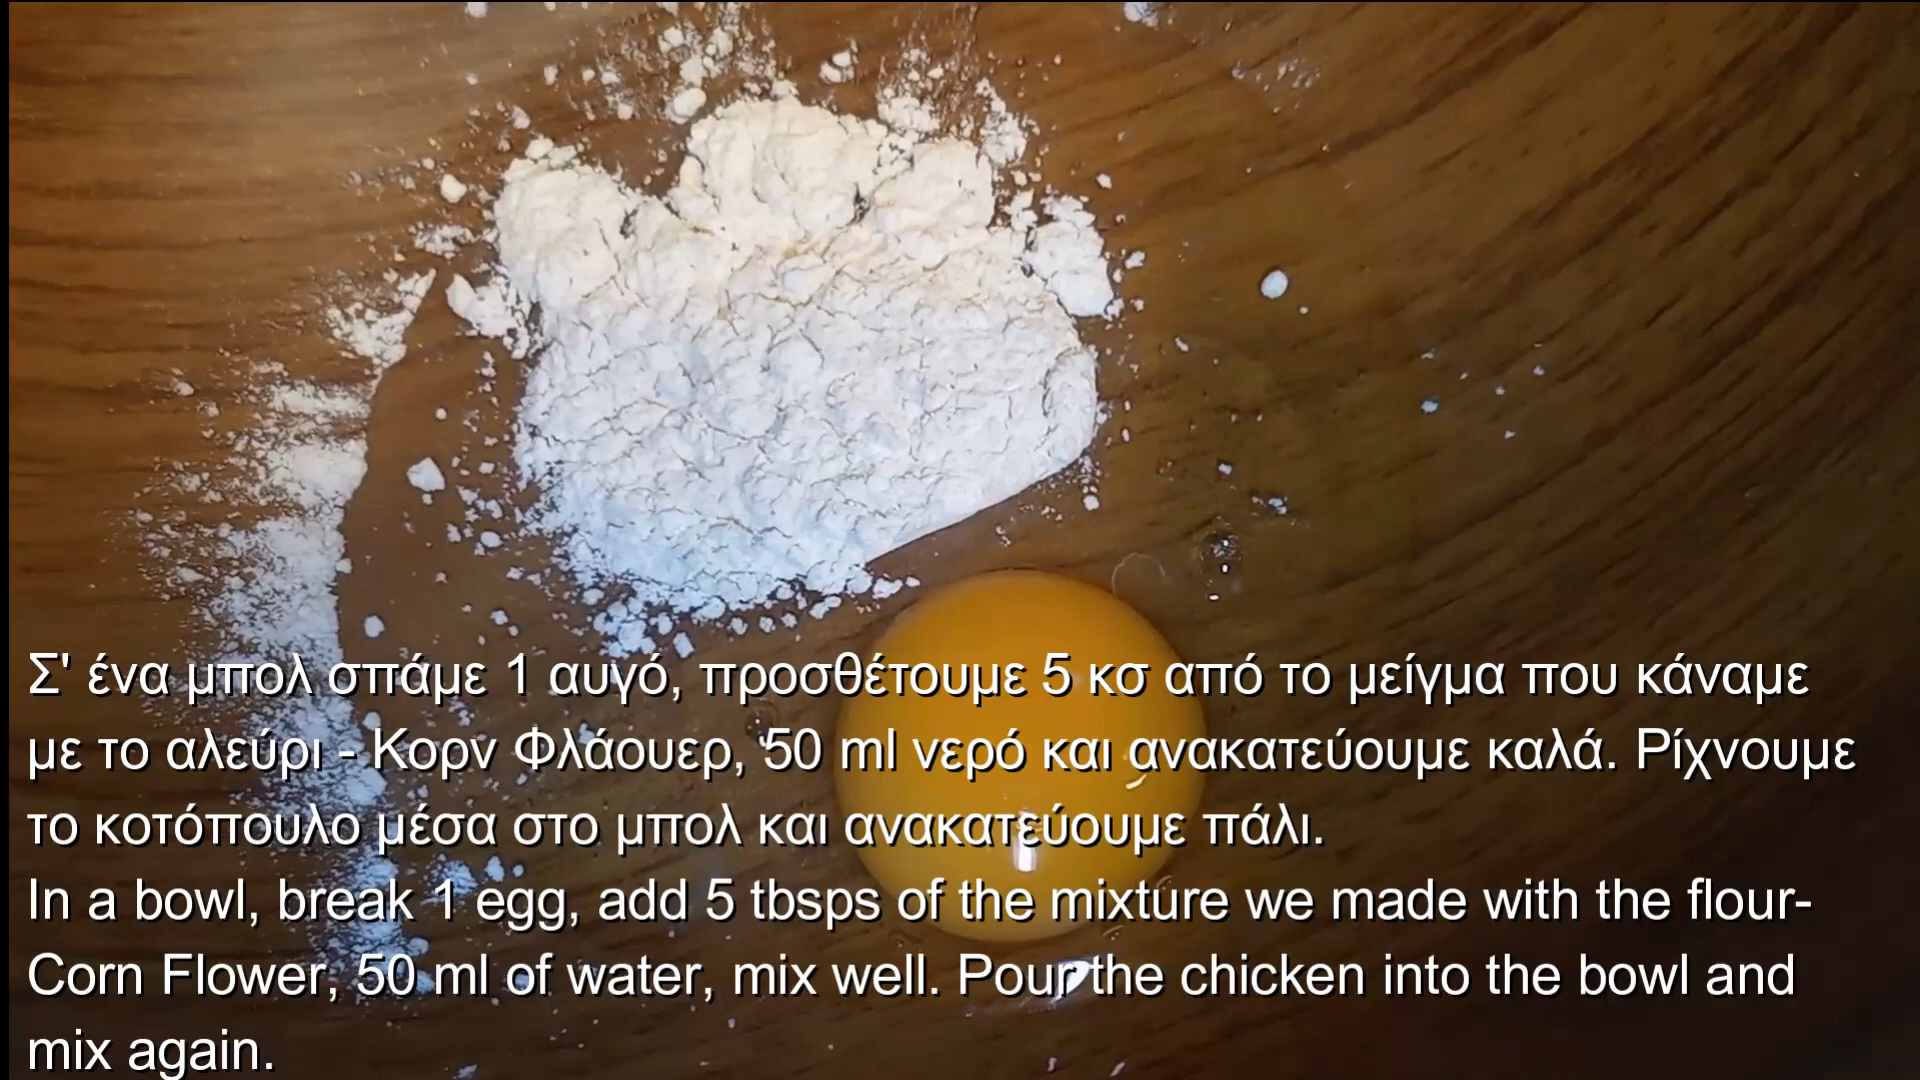 Σ' ένα μπολ σπάμε 1 αυγό, προσθέτουμε 5 κσ από το μείγμα που κάναμε
με το αλεύρι - Κορν Φλάουερ, 50 ml νερό και ανακατεύουμε καλά. Ρίχνουμε
το κοτόπουλο μέσα στο μπολ και ανακατεύουμε πάλι.
In a bowl, break 1 egg, add 5 tbsps of the mixture we made with the flour-
Corn Flower, 50 ml of water, mix well. Pour the chicken into the bowl and
mix again.